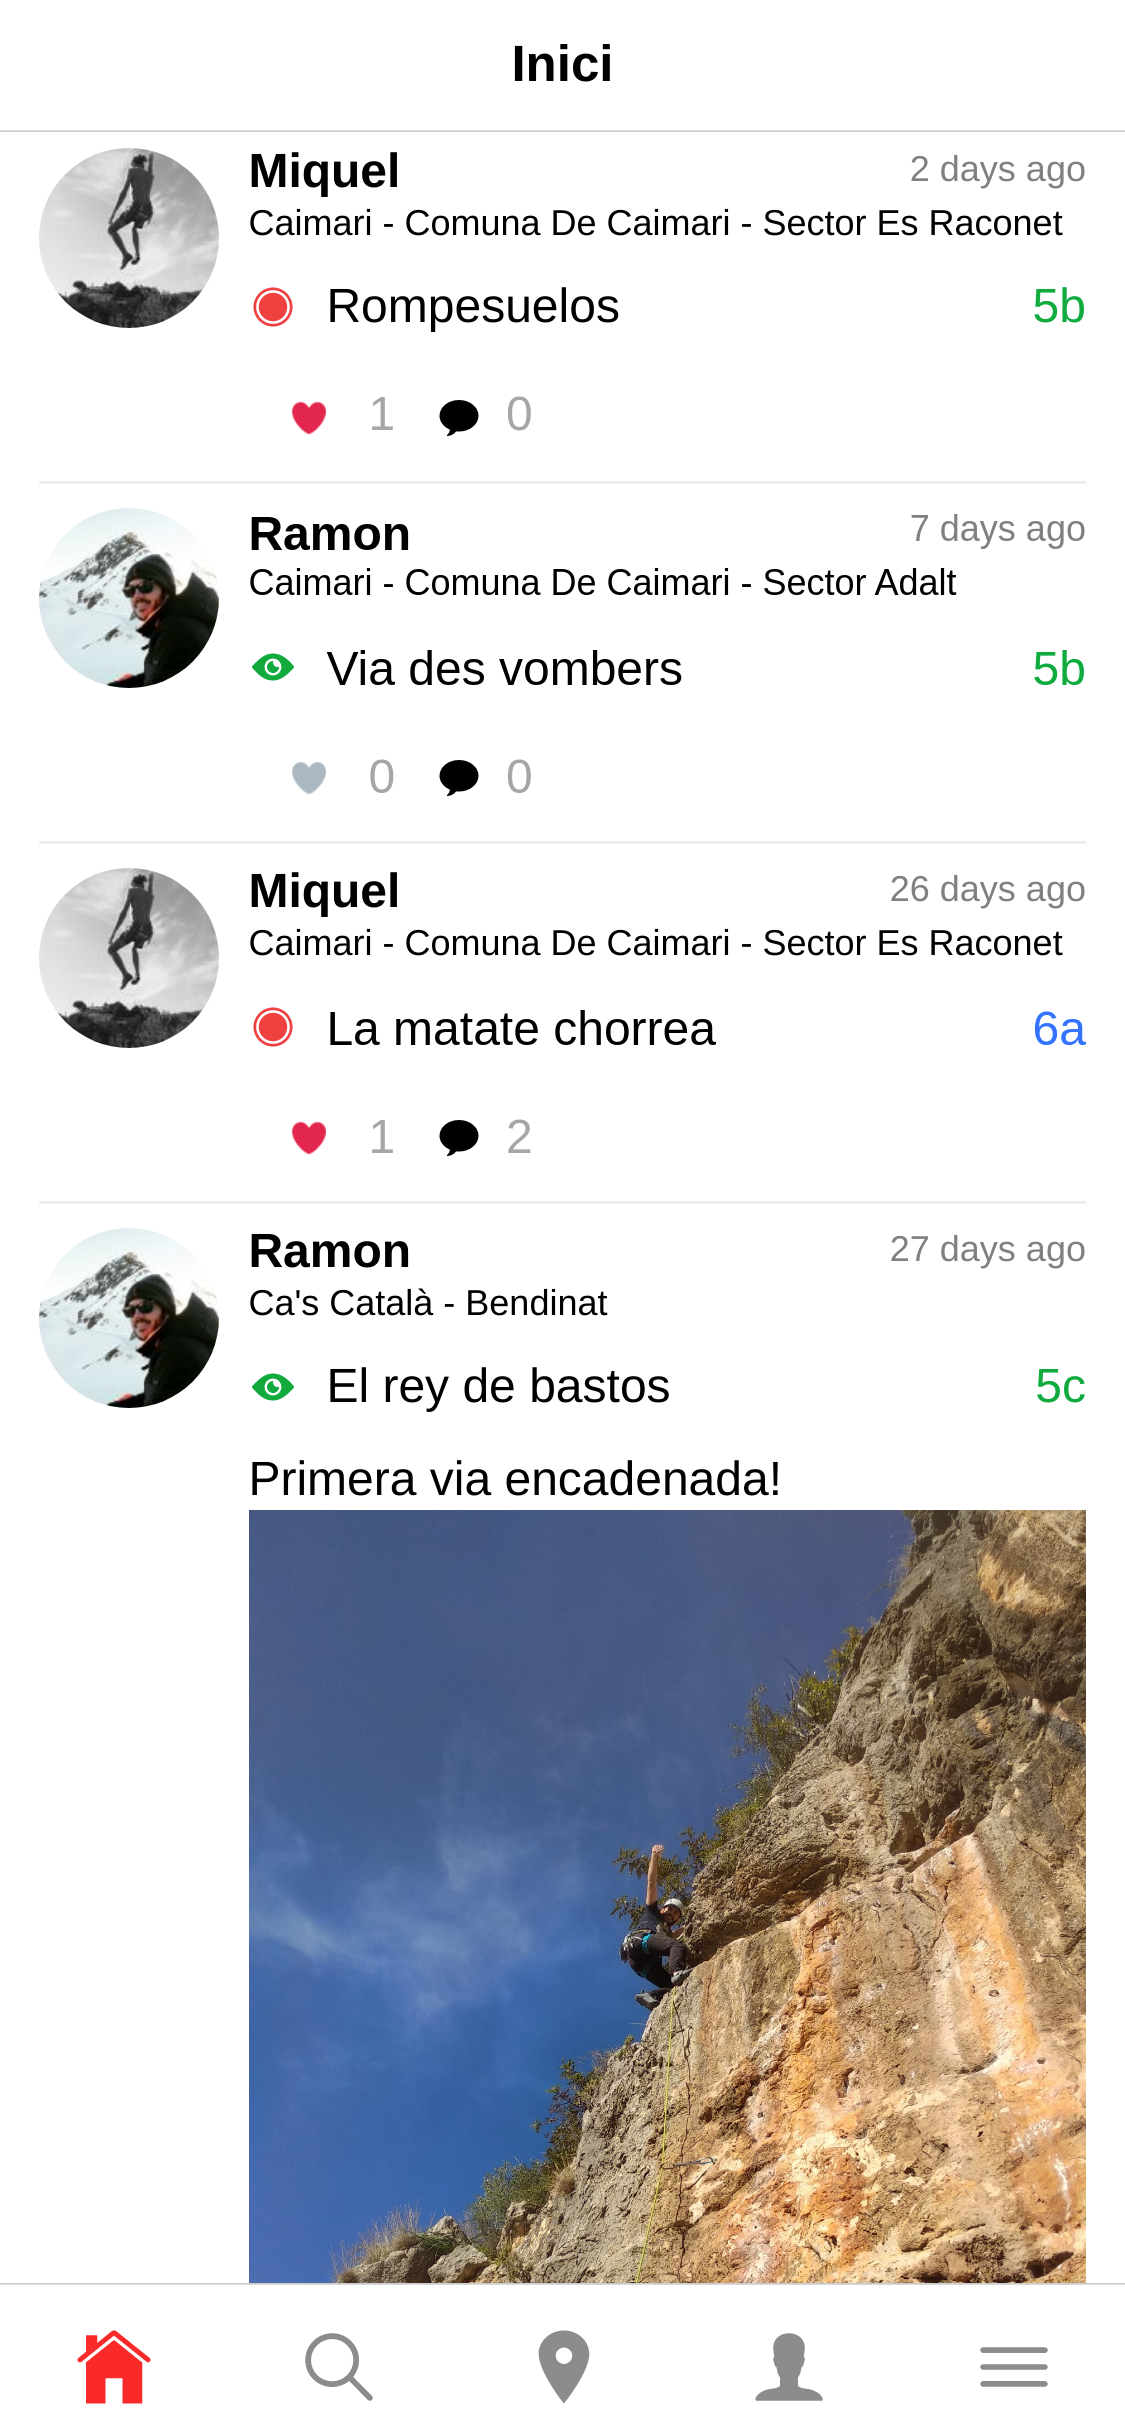 Inici
Miquel
2 days ago
Caimari - Comuna De Caimari - Sector Es Raconet
Rompesuelos
5b
1
0
Ramon
7 days ago
Caimari - Comuna De Caimari - Sector Adalt
Via des vombers
5b
0
0
Miquel
26 days ago
Caimari - Comuna De Caimari - Sector Es Raconet
La matate chorrea
6a
1
2
Ramon
27 days ago
Ca's Català - Bendinat
El rey de bastos
5c
Primera via encadenada!